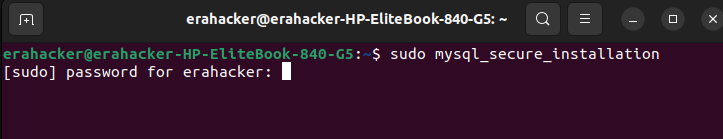 erahacker@erahacker-HP-EliteBook-840-G5: ~
erahacker@erahacker-HP-EliteBook-840-G5:~$ sudo mysql_secure_installation
[sudo] password for erahacker: